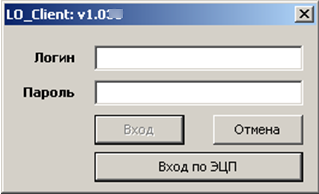 LO_Client: v1.0
Логин
Пароль
Вход
Отмена
Вход по ЭЦП